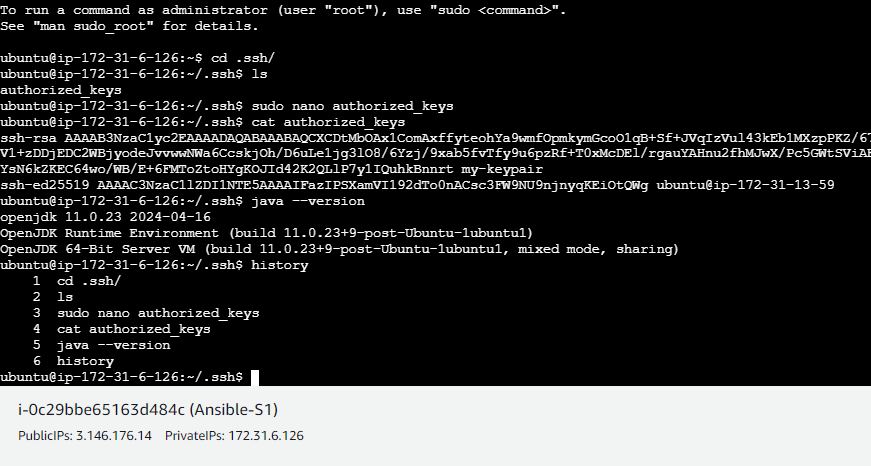 To run a command as administrator (user "root"), use "sudo <command>".
See "man sudo_root" for details.
ubuntu@ip-172-31-6-126:~$ cd .ssh/
ubuntu@ip-172-31-6-126:~/.ssh$ ls
authorized_keys
ubuntu@ip-172-31-6-126:~/.ssh$ sudo nano authorized_keys
ubuntu@ip-172-31-6-126:~/.ssh$ cat authorized_keys
ssh-rsa AAAAB3NzaC1yc2EAAAADAQABAAABAQCXCDtMbOAx1ComAxffyteohYa9wmfOpmkymGcoO1qB+Sf+JVqIzVul43kEb1MXzpPKZ/67
V1+zDDjEDC2WBjyodeJvvwwNWa6CcskjOh/D6uLe1jg3lO8/6Yzj/9xab5fvTfy9u6pzRf+T0xMcDEl/rgauYAHnu2fhMJwX/Pc5GWtSViAE
YsN6kZKEC64wo/WB/E+6FMToZtoHYgKOJId42K2QLlP7y1IQuhkBnnrt my-keypair
ssh-ed25519 AAAAC3NzaC1lZDI1NTE5AAAAIFazIPSXamVI192dTo0nACsc3FW9NU9njnyqKEiOtQWg ubuntu@ip-172-31-13-59
ubuntu@ip-172-31-6-126:~/.ssh$ java --version
openjdk 11.0.23 2024-04-16
OpenJDK Runtime Environment (build 11.0.23+9-post-Ubuntu-1ubuntu1)
OpenJDK 64-Bit Server VM (build 11.0.23+9-post-Ubuntu-1ubuntu1, mixed mode, sharing)
ubuntu@ip-172-31-6-126:~/.ssh$ history
1 cd .ssh/
2 ls
3 sudo nano authorized_keys
4 cat authorized_keys
5 java --version
6 history
ubuntu@ip-172-31-6-126:~/.ssh$
i-0c29bbe65163d484c (Ansible-S1)
PublicIPs: 3.146.176.14 PrivateIPs: 172.31.6.126